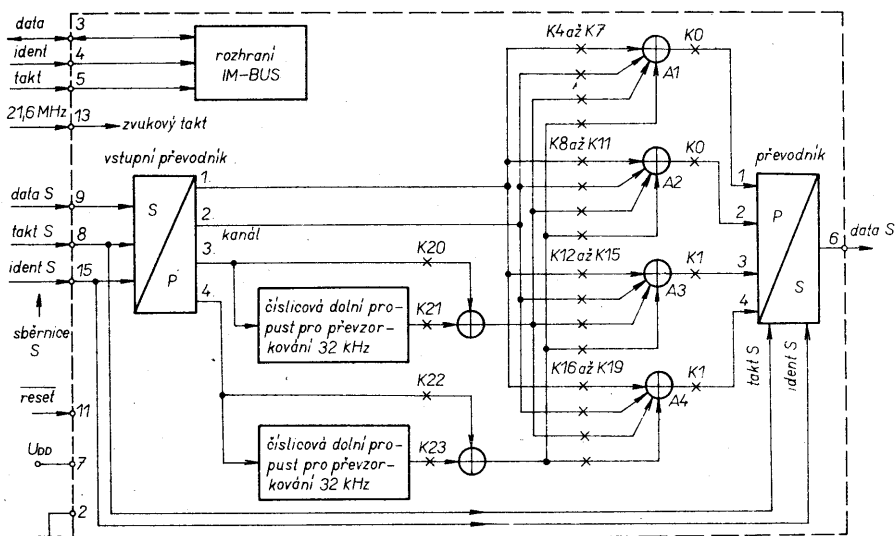 data 3
ident 4
takt 5
rozhraní
IM-BUS
21,6 MHz 13
zvukový takt
vstupní převodník
data S 9
takt S 8
ident S 15
sběrnice
S
reset
11
UDD
7
2
S
P
1.
2.
3.
4.
kanál
K20
K21
číslicová dolní pro-
pust pro převzor-
kování 32 kHz
K22
K23
číslicová dolní pro-
pust pro převzor-
kování 32 kHz
K4 až K7
K0
A1
K8 až K11
K0
A2
K12 až K15
K1
A3
K16 až K19
K1
A4
převodník
1
2
3
4
P
S
takt S
ident S
6
data S